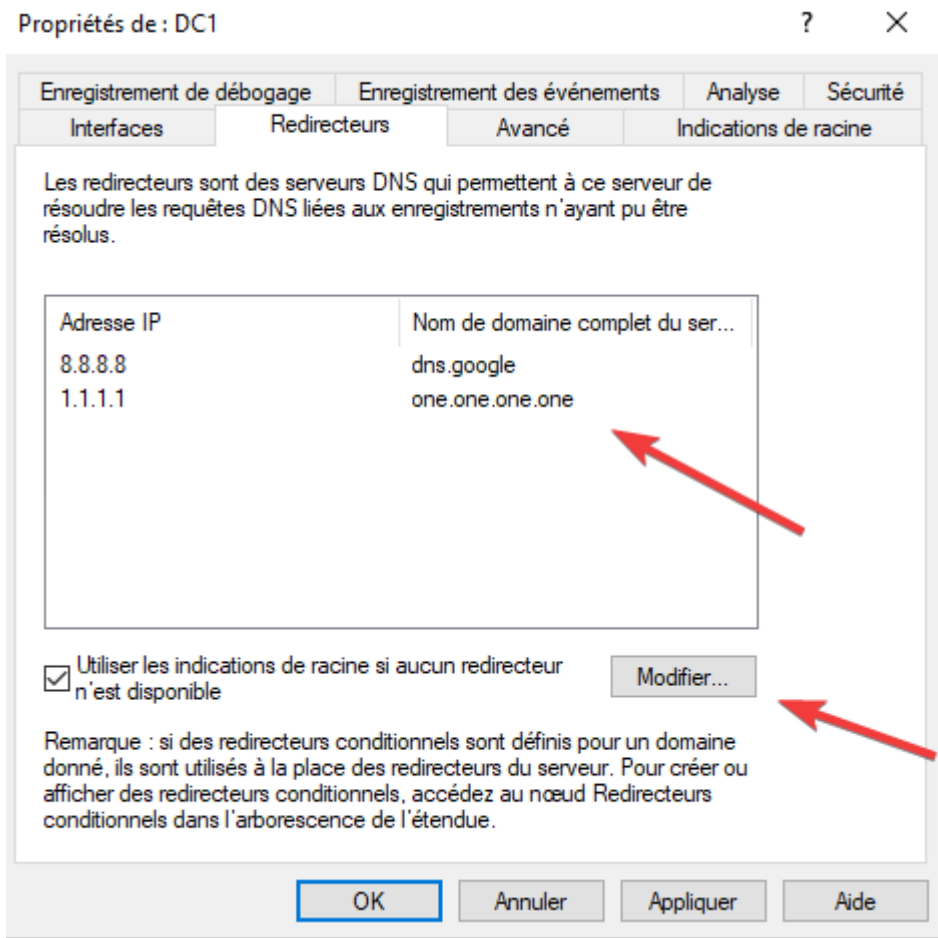 Propriétés de : DC1
?
Enregistrement de débogage Enregistrement des événements Analyse Sécurité
Interfaces Redirecteurs Avancé Indications de racine
Les redirecteurs sont des serveurs DNS qui permettent à ce serveur de
résoudre les requêtes DNS liées aux enregistrements n'ayant pu être
résolus.
Adresse IP Nom de domaine complet du ser...
8.8.8.8 dns.google
1.1.1.1 one.one.one.one
Utiliser les indications de racine si aucun redirecteur
n'est disponible
Modifier...
Remarque : si des redirecteurs conditionnels sont définis pour un domaine
donné, ils sont utilisés à la place des redirecteurs du serveur. Pour créer ou
afficher des redirecteurs conditionnels, accédez au nœud Redirecteurs
conditionnels dans l'arborescence de l'étendue.
OK Annuler Appliquer Aide